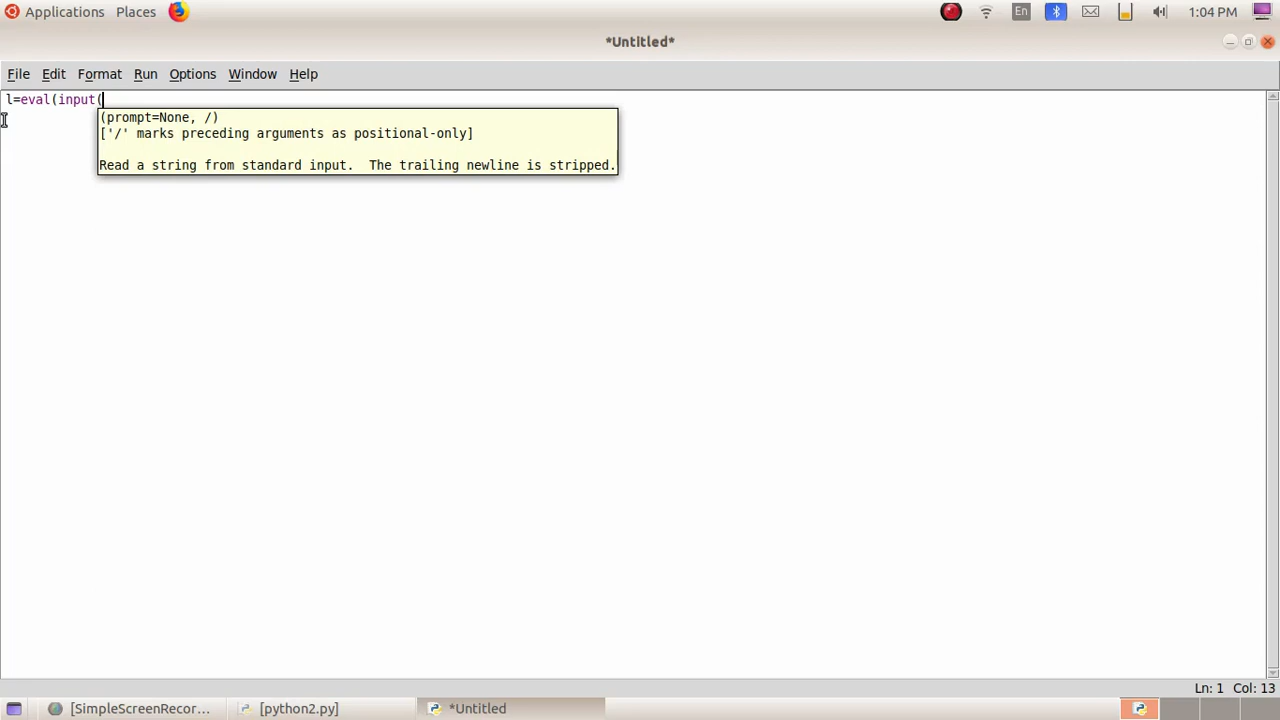 Applications Places En 1:04 PM
*Untitled*
File Edit Format Run Options Window Help
l=eval(input(
(prompt=None, /)
['/' marks preceding arguments as positional-only]
Read a string from standard input.  The trailing newline is stripped.
Ln: 1 Col: 13
[SimpleScreenRecor... [python2.py] *Untitled